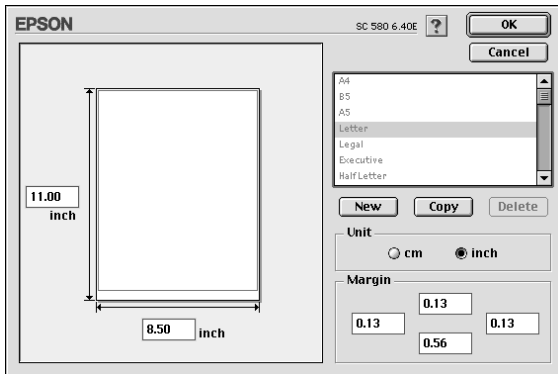 EPSON
SC 580 6.40E
?
OK
Cancel
A4
B5
A5
Letter
Legal
Executive
Half Letter
New
Copy
Delete
Unit
cm
inch
Margin
0.13
0.13
0.13
0.56
11.00
inch
8.50
inch